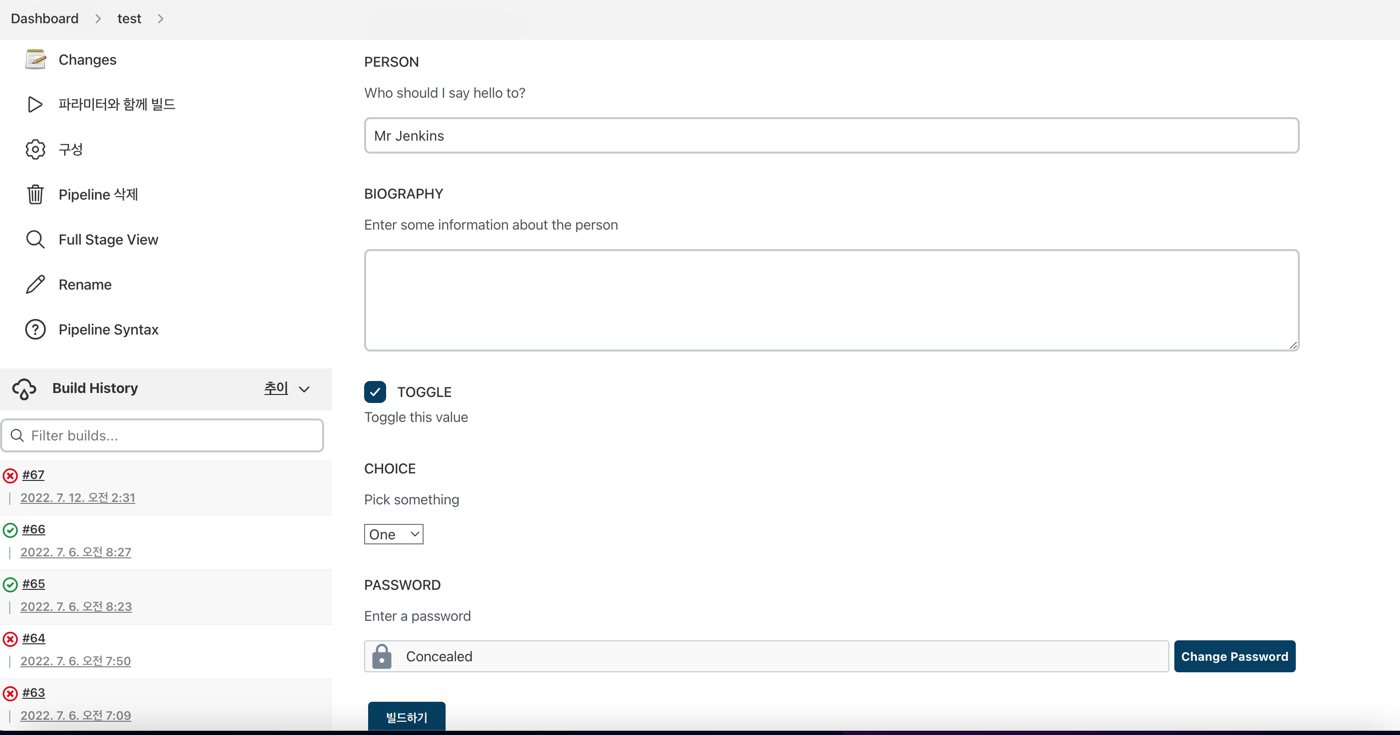 Dashboard
test
Changes
파라미터와 함께 빌드
구성
Pipeline 삭제
Full Stage View
Rename
Pipeline Syntax
Build History
추이
Filter builds...
#67
2022. 7. 12. 오전 2:31
#66
2022. 7. 6. 오전 8:27
#65
2022. 7. 6. 오전 8:23
#64
2022. 7. 6. 오전 7:50
#63
2022. 7. 6. 오전 7:09
PERSON
Who should I say hello to?
Mr Jenkins
BIOGRAPHY
Enter some information about the person
TOGGLE
Toggle this value
CHOICE
Pick something
One
PASSWORD
Enter a password
Concealed
Change Password
빌드하기